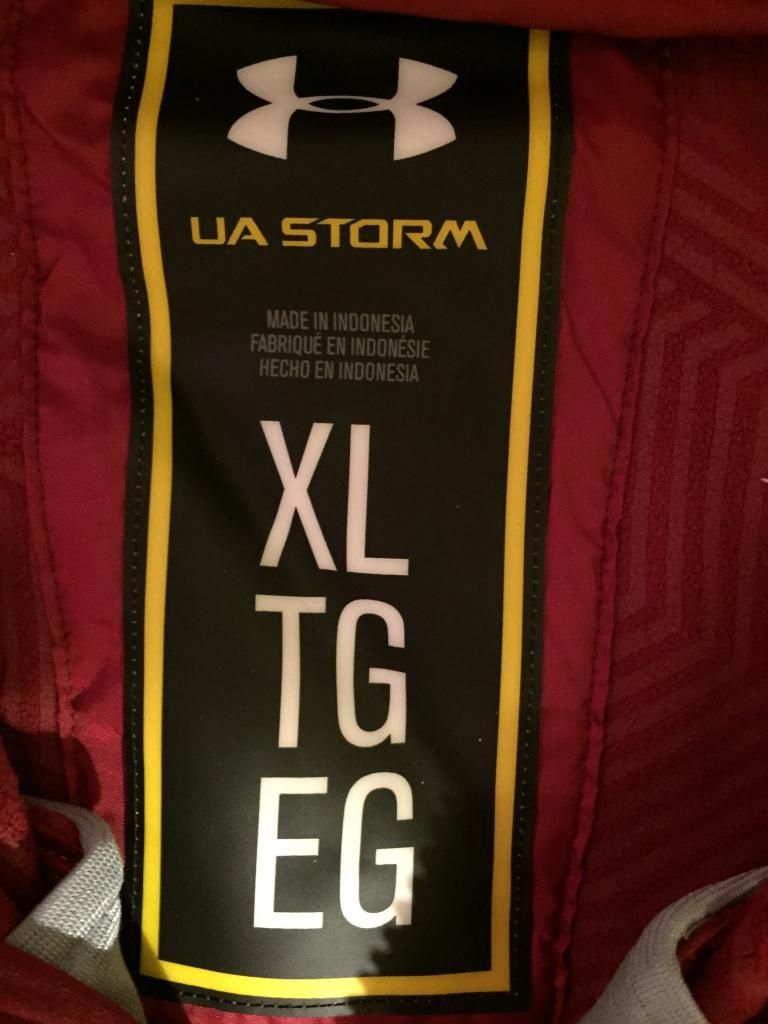 UA STORM
MADE IN INDONESIA
FABRIQUÉ EN INDONÉSIE
HECHO EN INDONESIA
XL
TG
EG